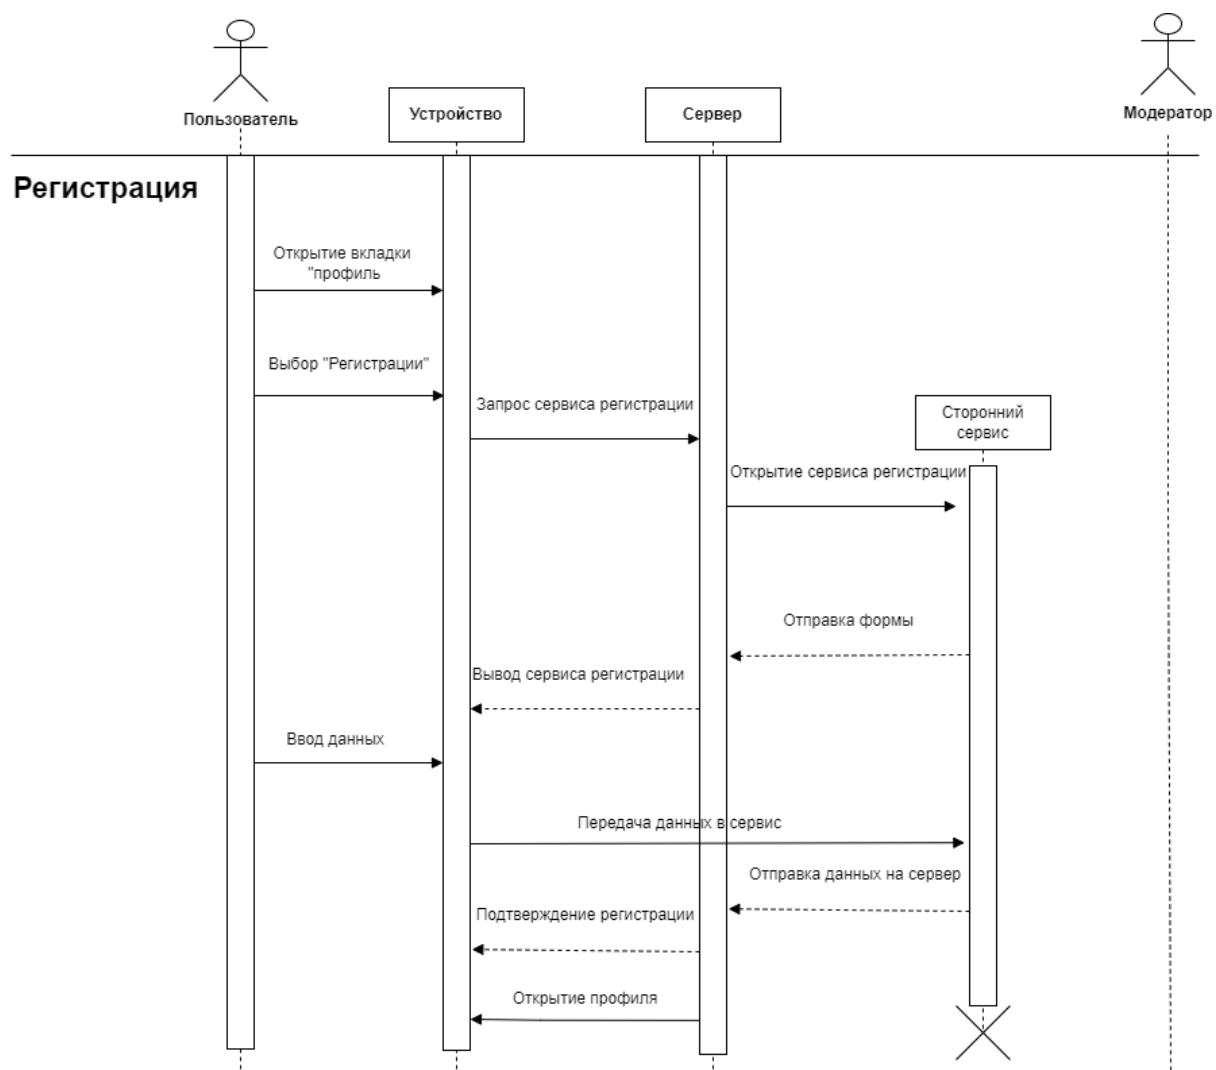 Пользователь
Устройство
Сервер
Модератор
Регистрация
Открытие вкладки
"профиль
Выбор "Регистрации"
Запрос сервиса регистрации
Сторонний
сервис
Открытие сервиса регистрации
Отправка формы
Вывод сервиса регистрации
Ввод данных
Передача данных в сервис
Отправка данных на сервер
Подтверждение регистрации
Открытие профиля